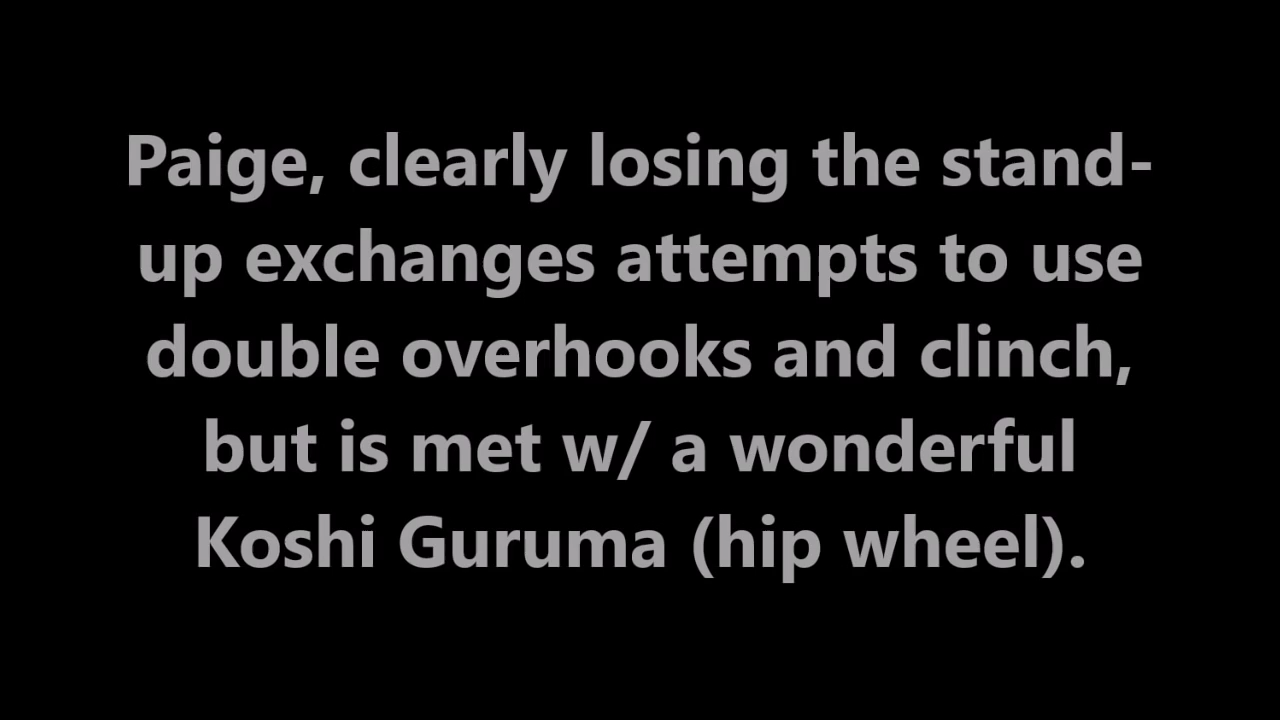 Paige, clearly losing the stand-
up exchanges attempts to use
double overhooks and clinch,
but is met w/ a wonderful
Koshi Guruma (hip wheel).